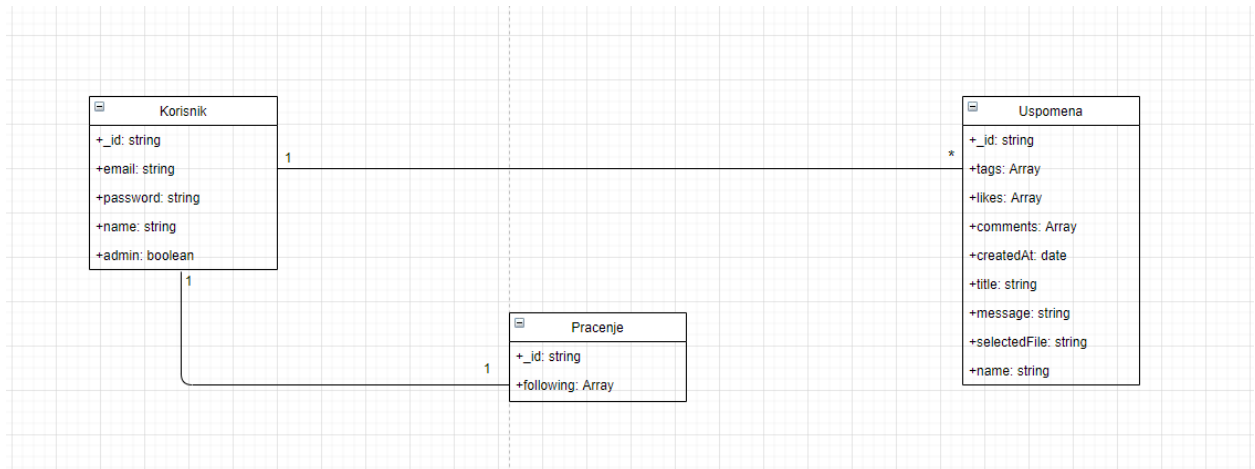 Korisnik
+_id: string
+email: string
+password: string
+name: string
+admin: boolean
1
*
1
1
Uspomena
+_id: string
+tags: Array
+likes: Array
+comments: Array
+createdAt: date
+title: string
+message: string
+selectedFile: string
+name: string
Pracenje
+_id: string
+following: Array